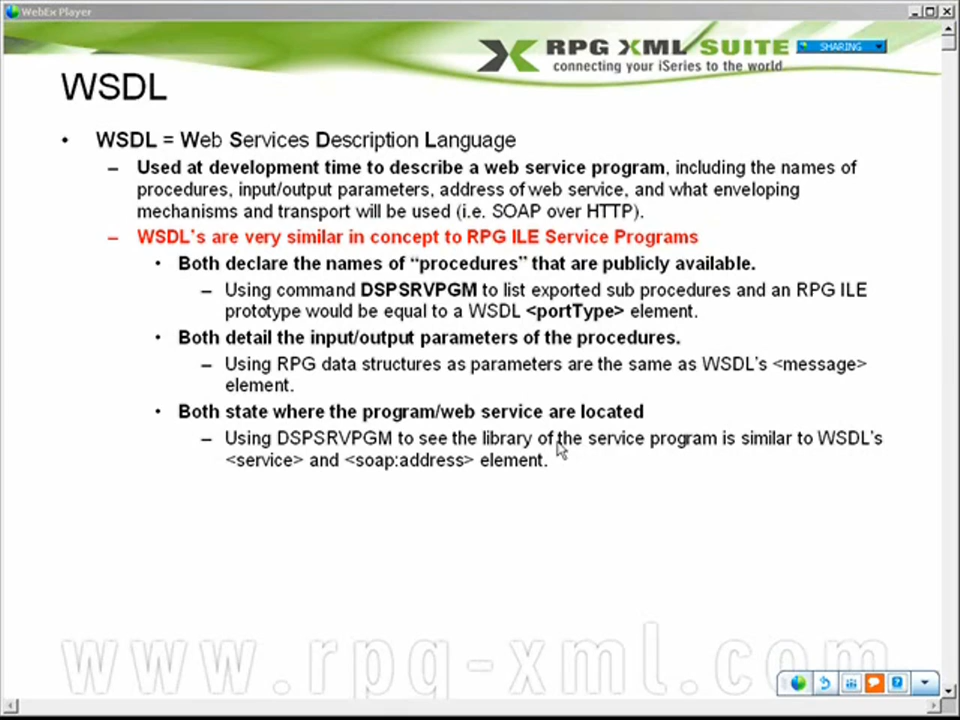 WebEx Player
RPG XML SUITE
SHARING
connecting your iSeries to the world
WSDL
• WSDL = Web Services Description Language
– Used at development time to describe a web service program, including the names of
procedures, input/output parameters, address of web service, and what enveloping
mechanisms and transport will be used (i.e. SOAP over HTTP).
– WSDL's are very similar in concept to RPG ILE Service Programs
• Both declare the names of “procedures” that are publicly available.
– Using command DSPSRVPGM to list exported sub procedures and an RPG ILE
prototype would be equal to a WSDL <portType> element.
• Both detail the input/output parameters of the procedures.
– Using RPG data structures as parameters are the same as WSDL's <message>
element.
• Both state where the program/web service are located
– Using DSPSRVPGM to see the library of the service program is similar to WSDL's
<service> and <soap:address> element.
www.rpg-xml.com